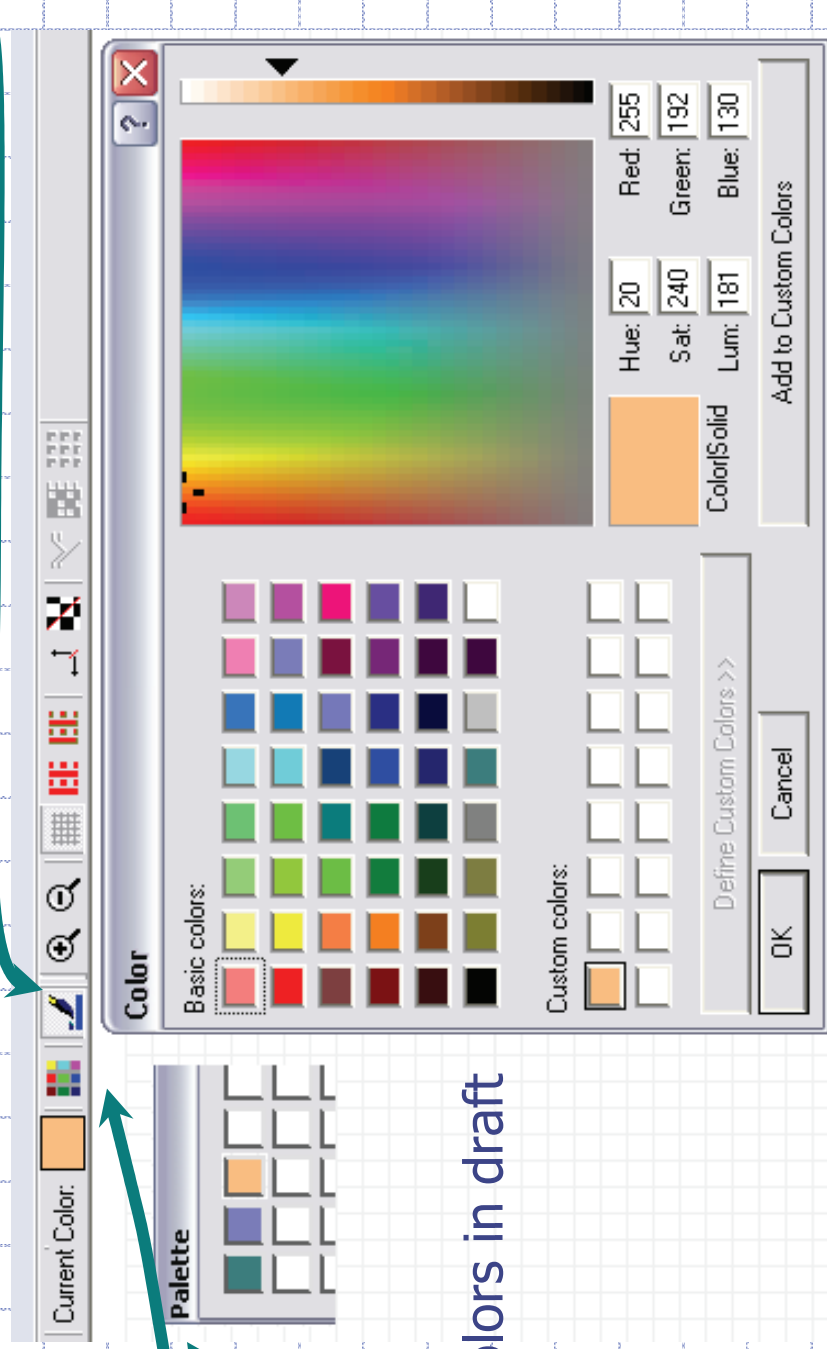 Current Color:
Palette
olors in draft
Color
?
Basic colors:
Custom colors:
Define Custom Colors >>
OK
Cancel
Color|Solid
Hue: 20
Sat: 240
Lum: 181
Red: 255
Green: 192
Blue: 130
Add to Custom Colors